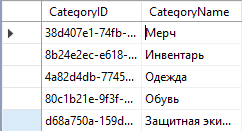 CategoryID CategoryName
38d407e1-74fb-... Мерч
8b24e2ec-e618-... Инвентарь
4a82d4db-7745... Одежда
80c1b21e-9f3f-... Обувь
d68a750a-159d... Защитная эки...